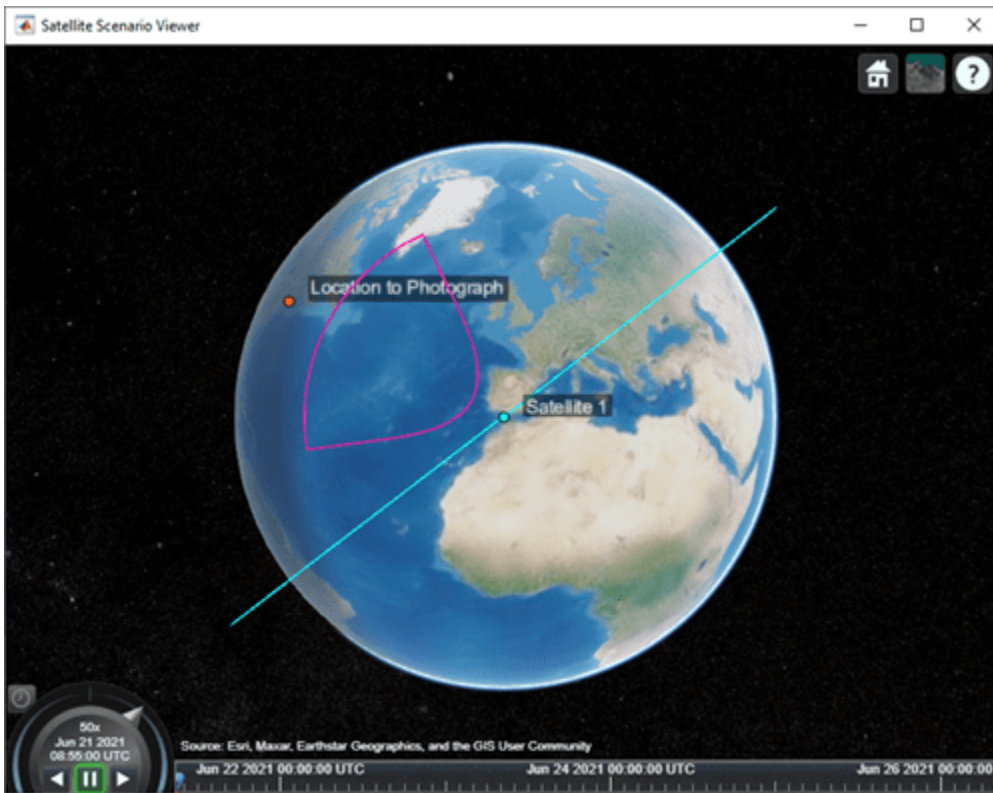 Satellite Scenario Viewer
?
Location to Photograph
Satellite 1
50x
Jun 21 2021
08:55:00 UTC
Source: Esri, Maxar, Earthstar Geographics, and the GIS User Community
Jun 22 2021 00:00:00 UTC
Jun 24 2021 00:00:00 UTC
Jun 26 2021 00:00:00